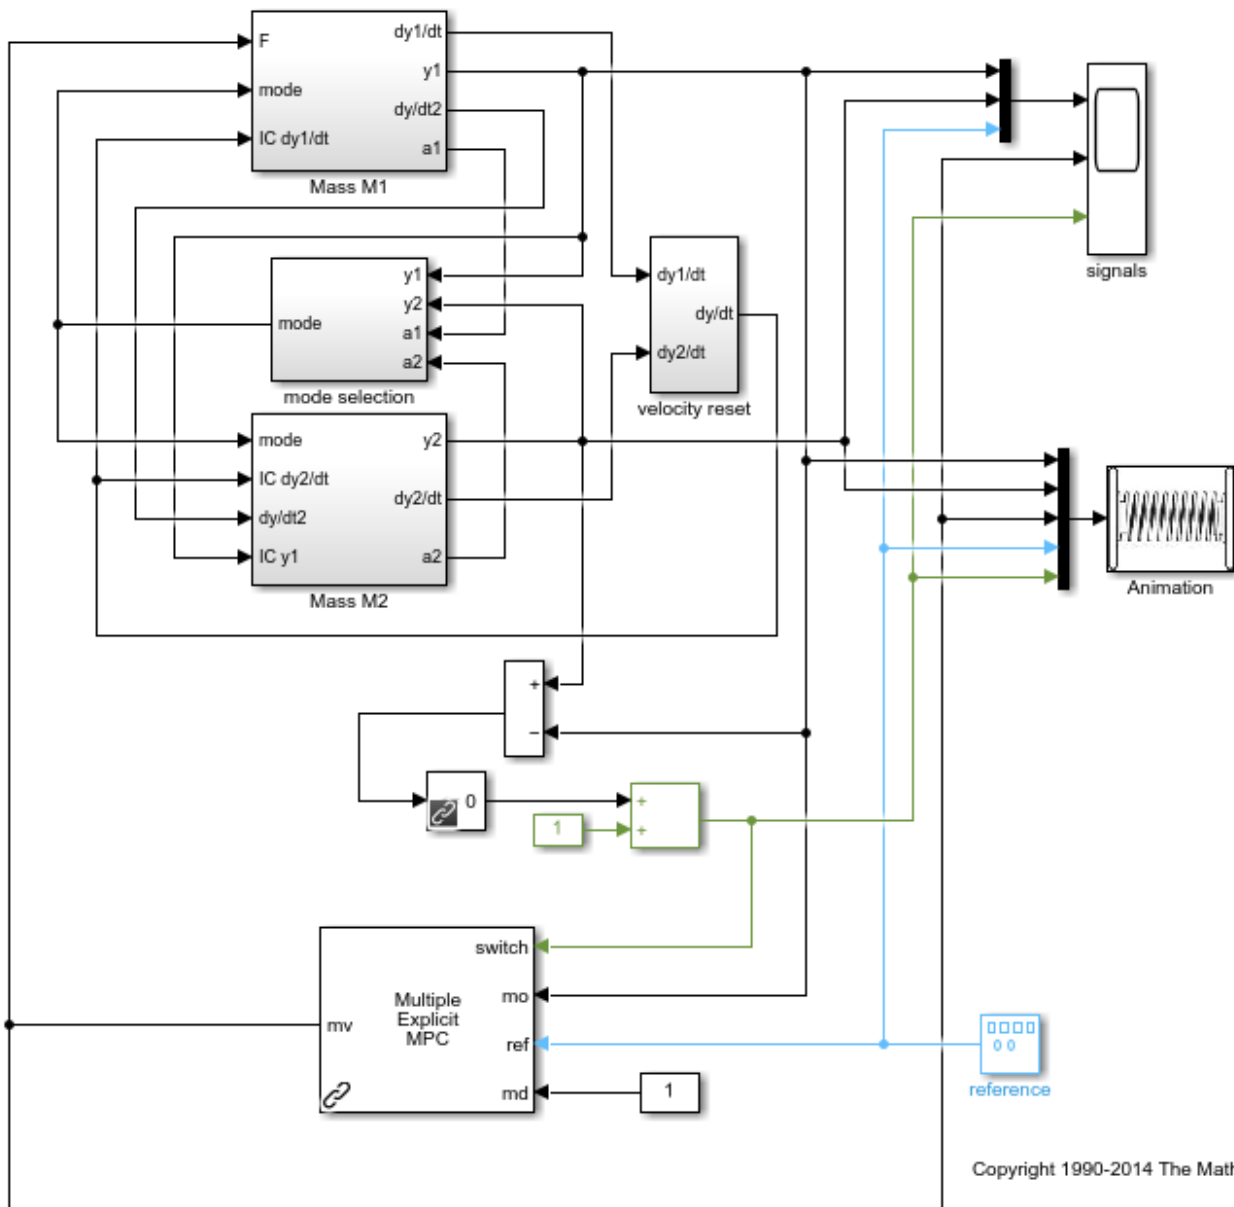 F
mode
IC dy1/dt
dy1/dt
y1
dy/dt2
a1
Mass M1
mode
y1
y2
a1
a2
mode selection
dy1/dt
dy2/dt
dy/dt
velocity reset
signals
mode
IC dy2/dt
dy/dt2
IC y1
y2
dy2/dt
a2
Mass M2
Animation
+
−
0
1
+
+
mv
Multiple
Explicit
MPC
switch
mo
ref
md
1
reference
Copyright 1990-2014 The Math